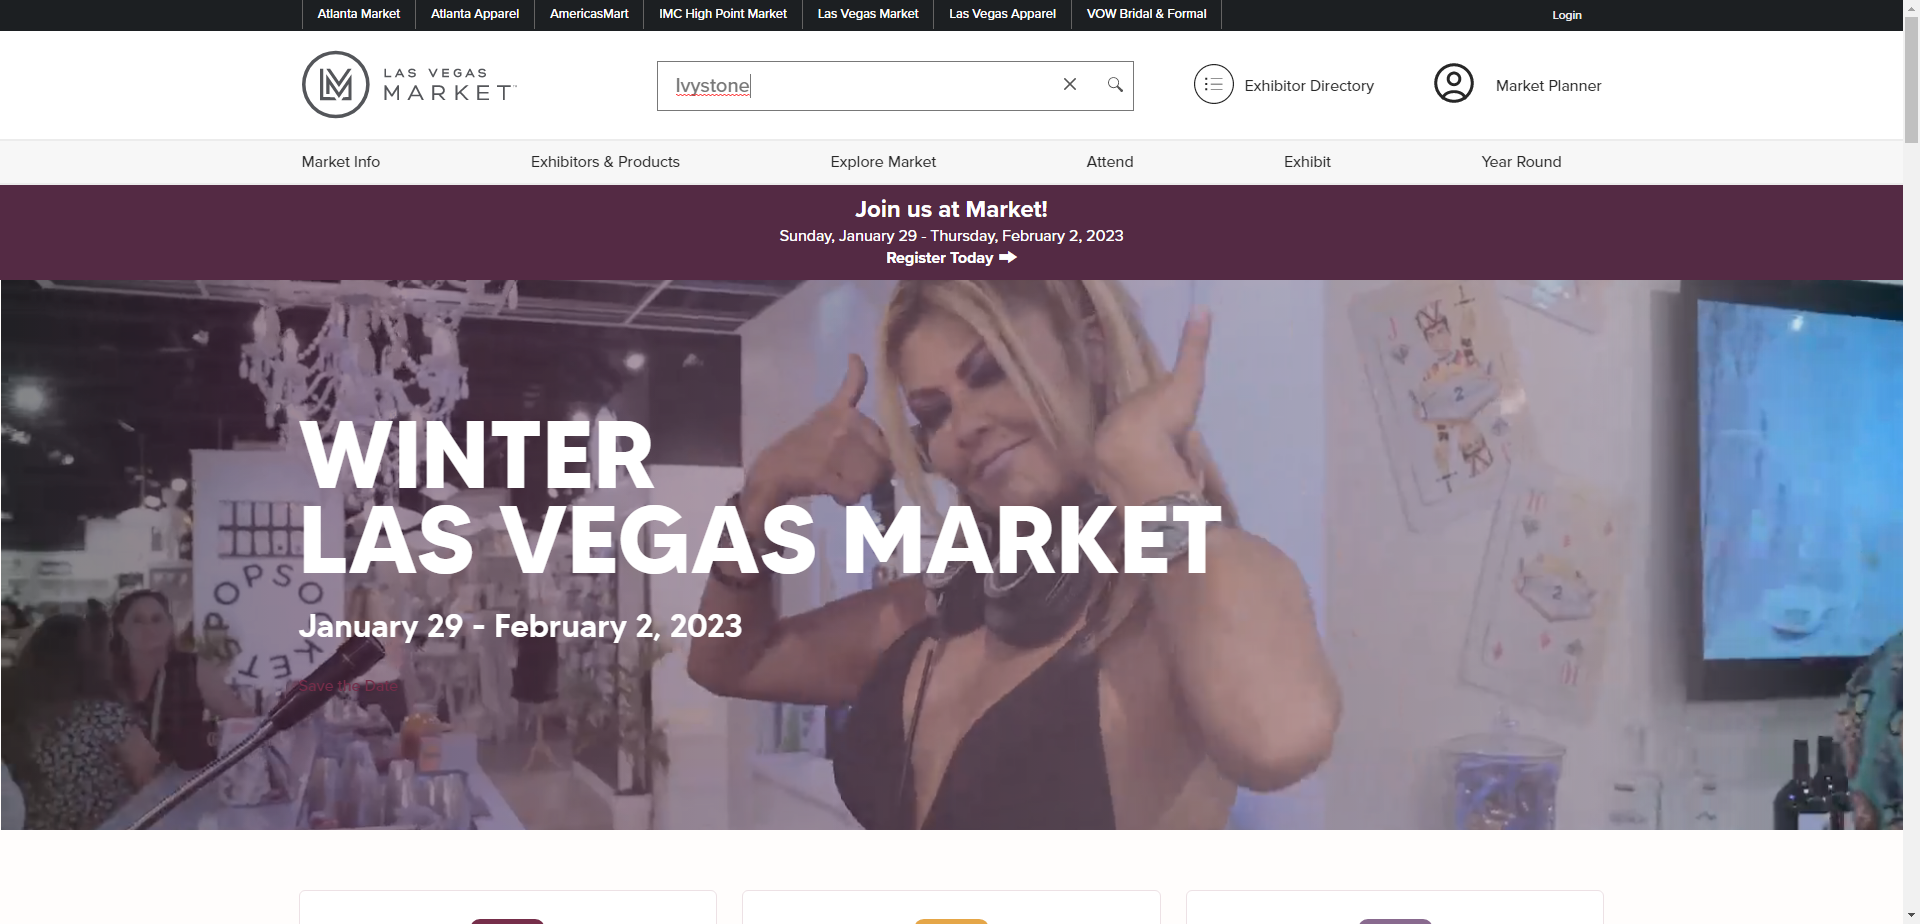 Atlanta Market
Atlanta Apparel
AmericasMart
IMC High Point Market
Las Vegas Market
Las Vegas Apparel
VOW Bridal & Formal
Login
LAS VEGAS
MARKET
Ivystone
Exhibitor Directory
Market Planner
Market Info
Exhibitors & Products
Explore Market
Attend
Exhibit
Year Round
Join us at Market!
Sunday, January 29 - Thursday, February 2, 2023
Register Today
WINTER
LAS VEGAS MARKET
January 29 - February 2, 2023
Save the Date
POPSOCKET